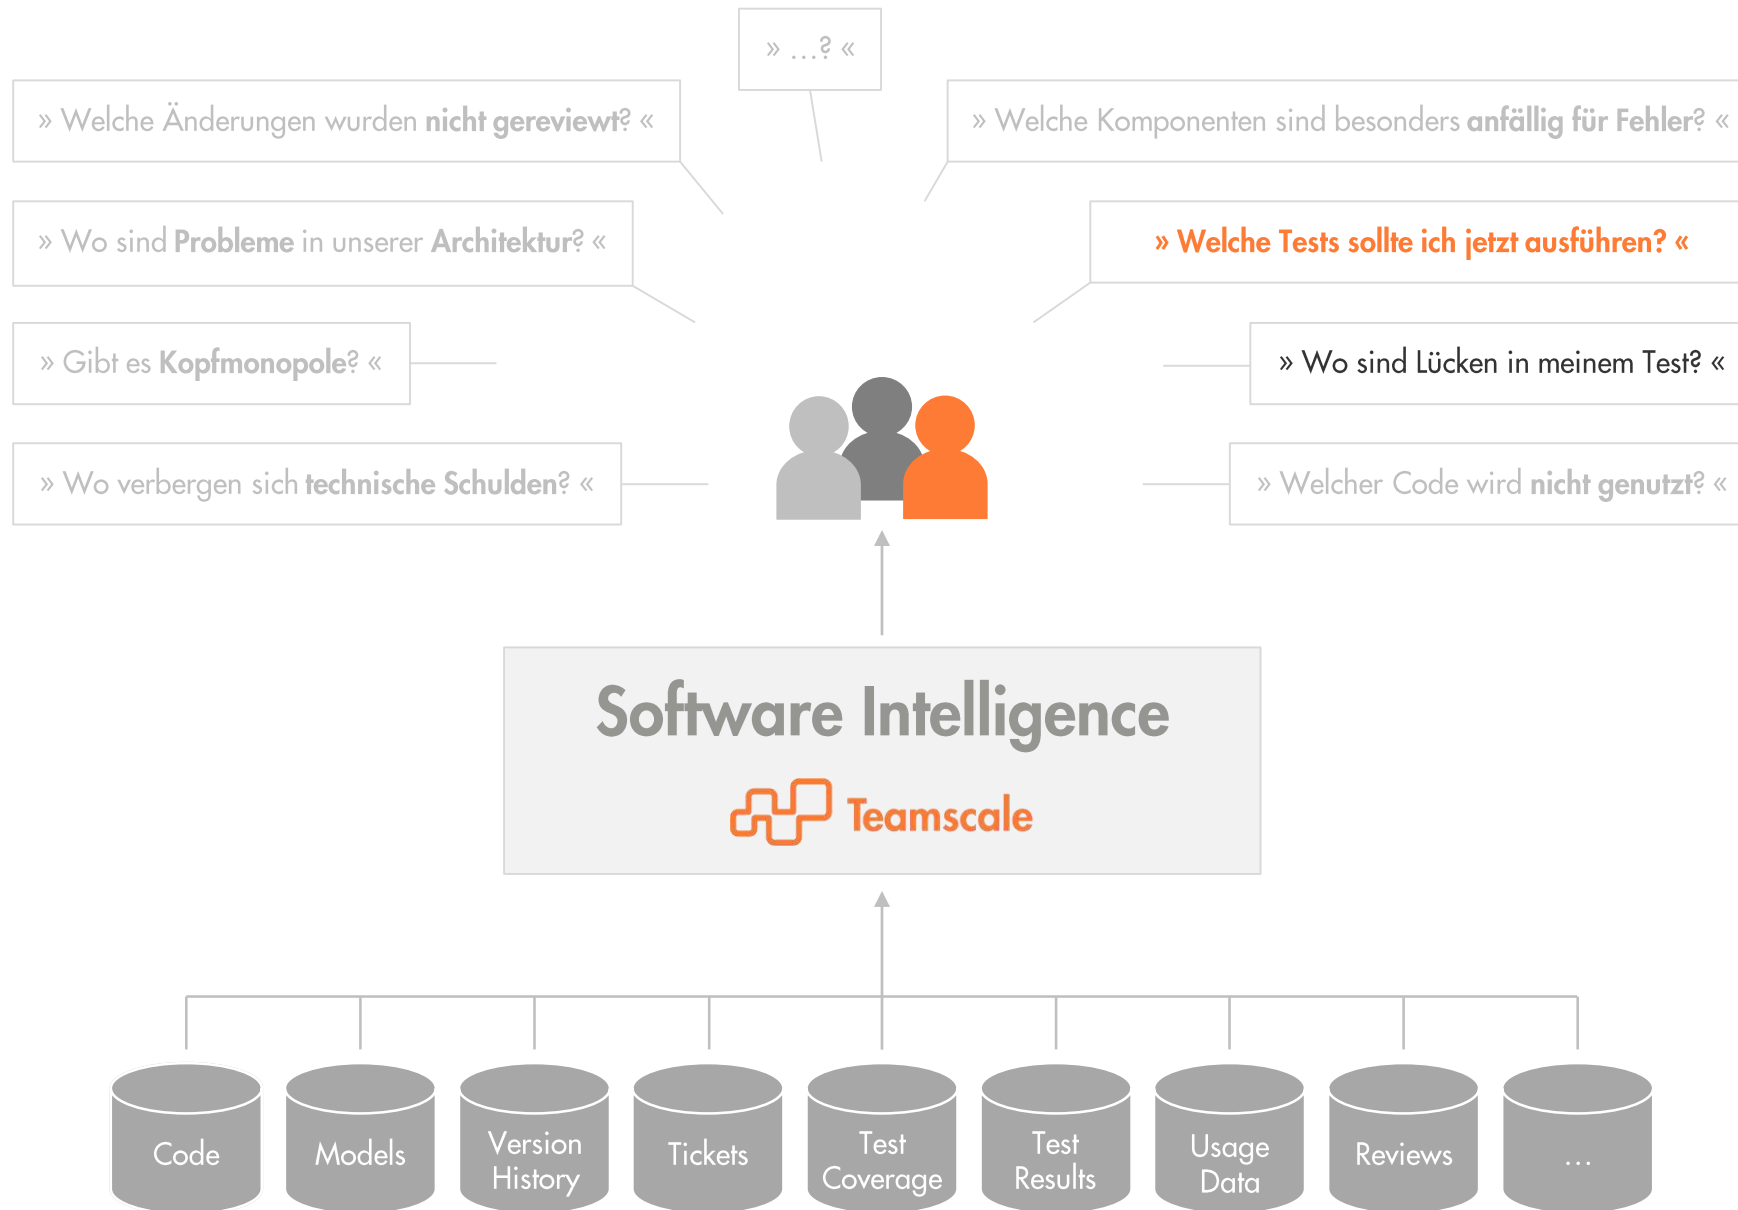 » …? «
» Welche Änderungen wurden nicht gereviewt? «
» Welche Komponenten sind besonders anfällig für Fehler? «
» Wo sind Probleme in unserer Architektur? «
» Welche Tests sollte ich jetzt ausführen? «
» Gibt es Kopfmonopole? «
» Wo sind Lücken in meinem Test? «
» Wo verbergen sich technische Schulden? «
» Welcher Code wird nicht genutzt? «
Software Intelligence
Teamscale
Code
Models
Version
History
Tickets
Test
Coverage
Test
Results
Usage
Data
Reviews
…